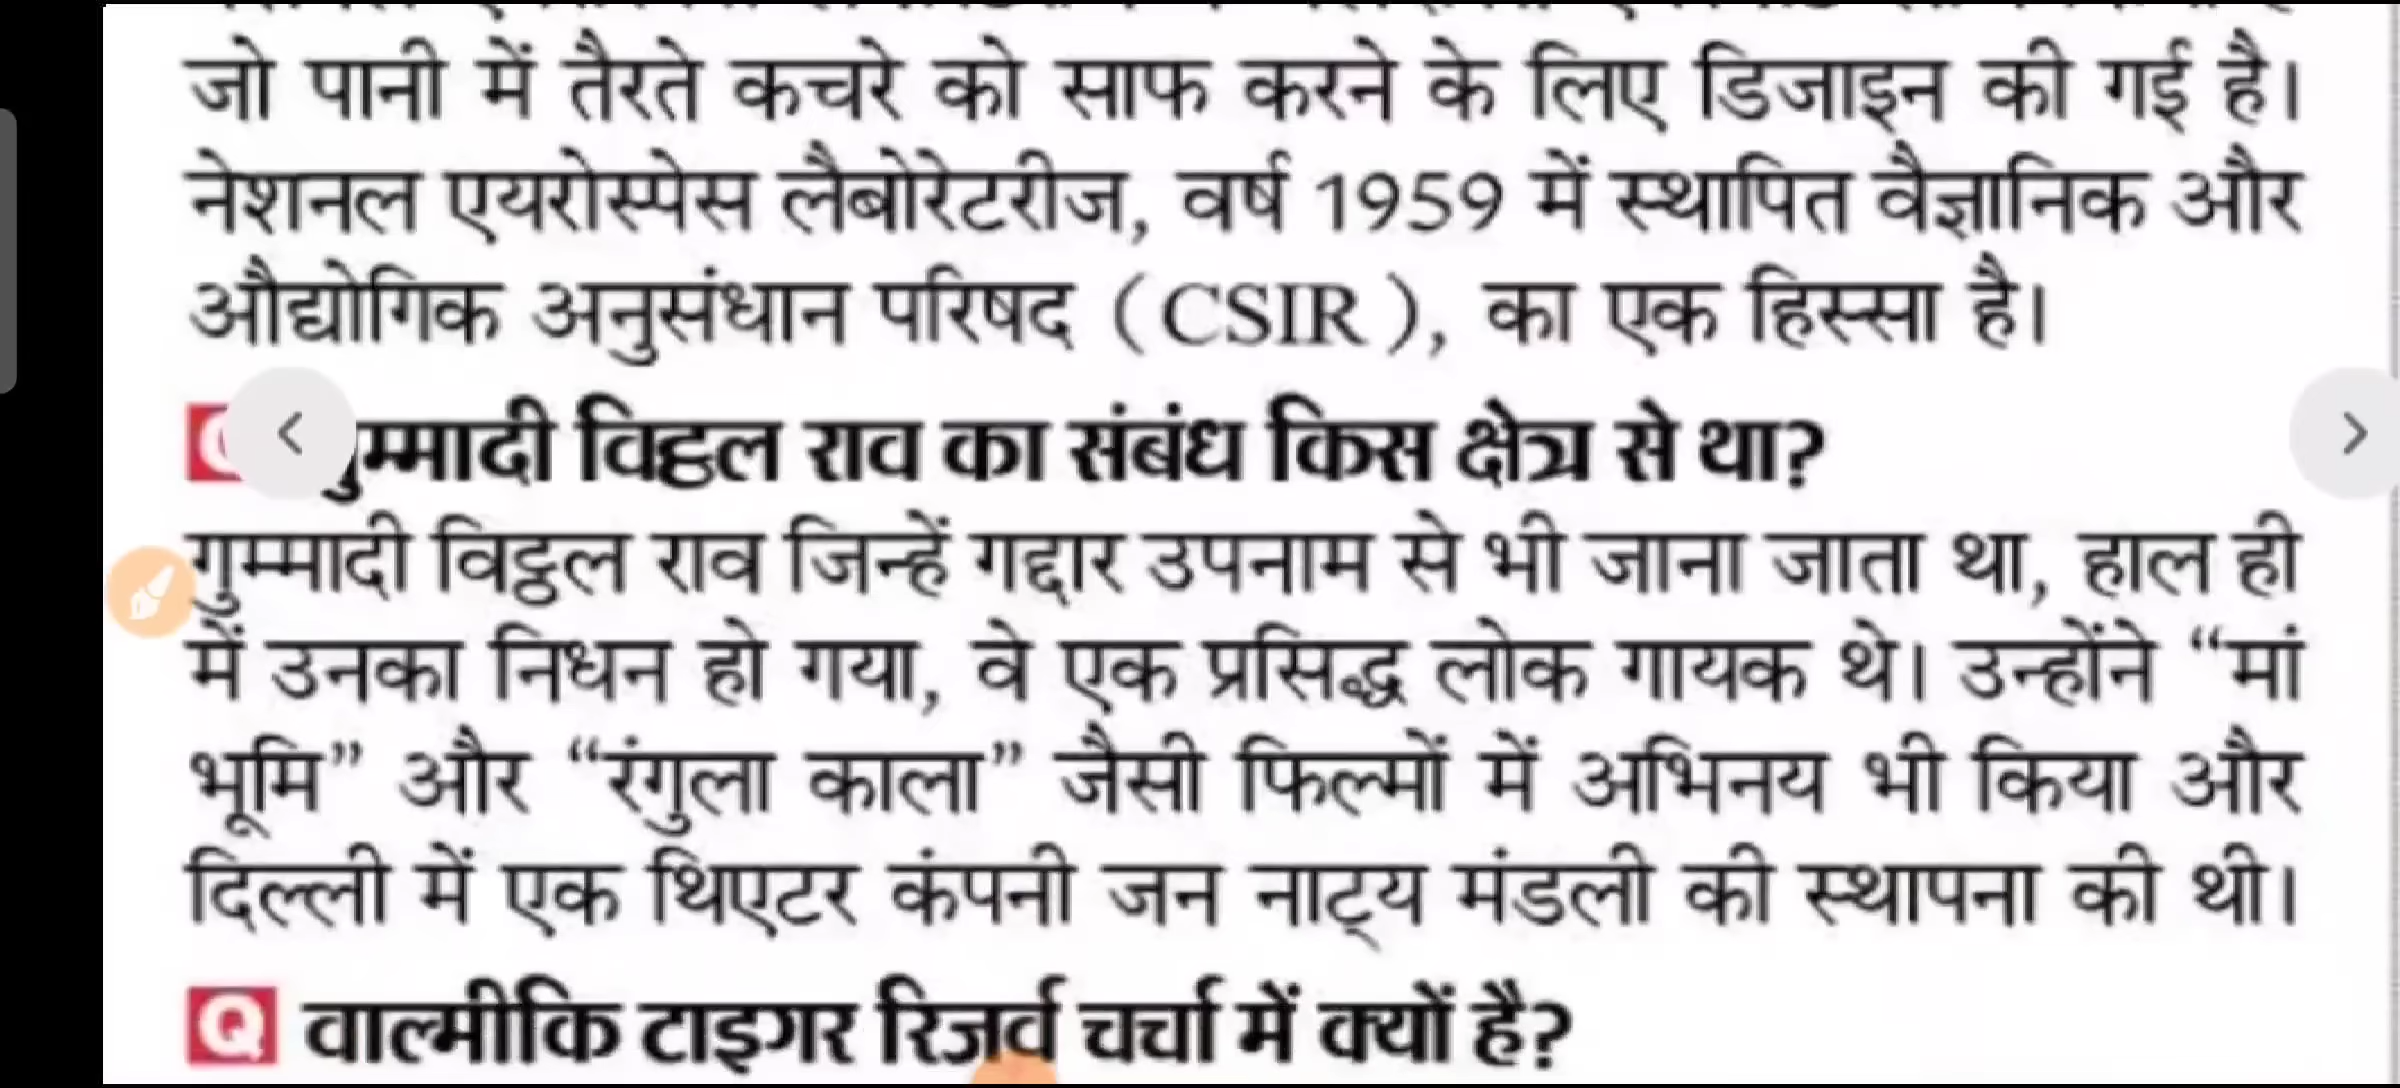 जो पानी में तैरते कचरे को साफ करने के लिए डिजाइन की गई है।
नेशनल एयरोस्पेस लैबोरेटरीज, वर्ष 1959 में स्थापित वैज्ञानिक और
औद्योगिक अनुसंधान परिषद (CSIR), का एक हिस्सा है।
विट्ठल राव का संबंध किस क्षेत्र से था?
गुम्मादी विट्ठल राव जिन्हें गद्दार उपनाम से भी जाना जाता था, हाल ही
में उनका निधन हो गया, वे एक प्रसिद्ध लोक गायक थे। उन्होंने “मां
भूमि” और “रंगुला काला” जैसी फिल्मों में अभिनय भी किया और
दिल्ली में एक थिएटर कंपनी जन नाट्य मंडली की स्थापना की थी।
Q वाल्मीकि टाइगर रिजर्व चर्चा में क्यों है?